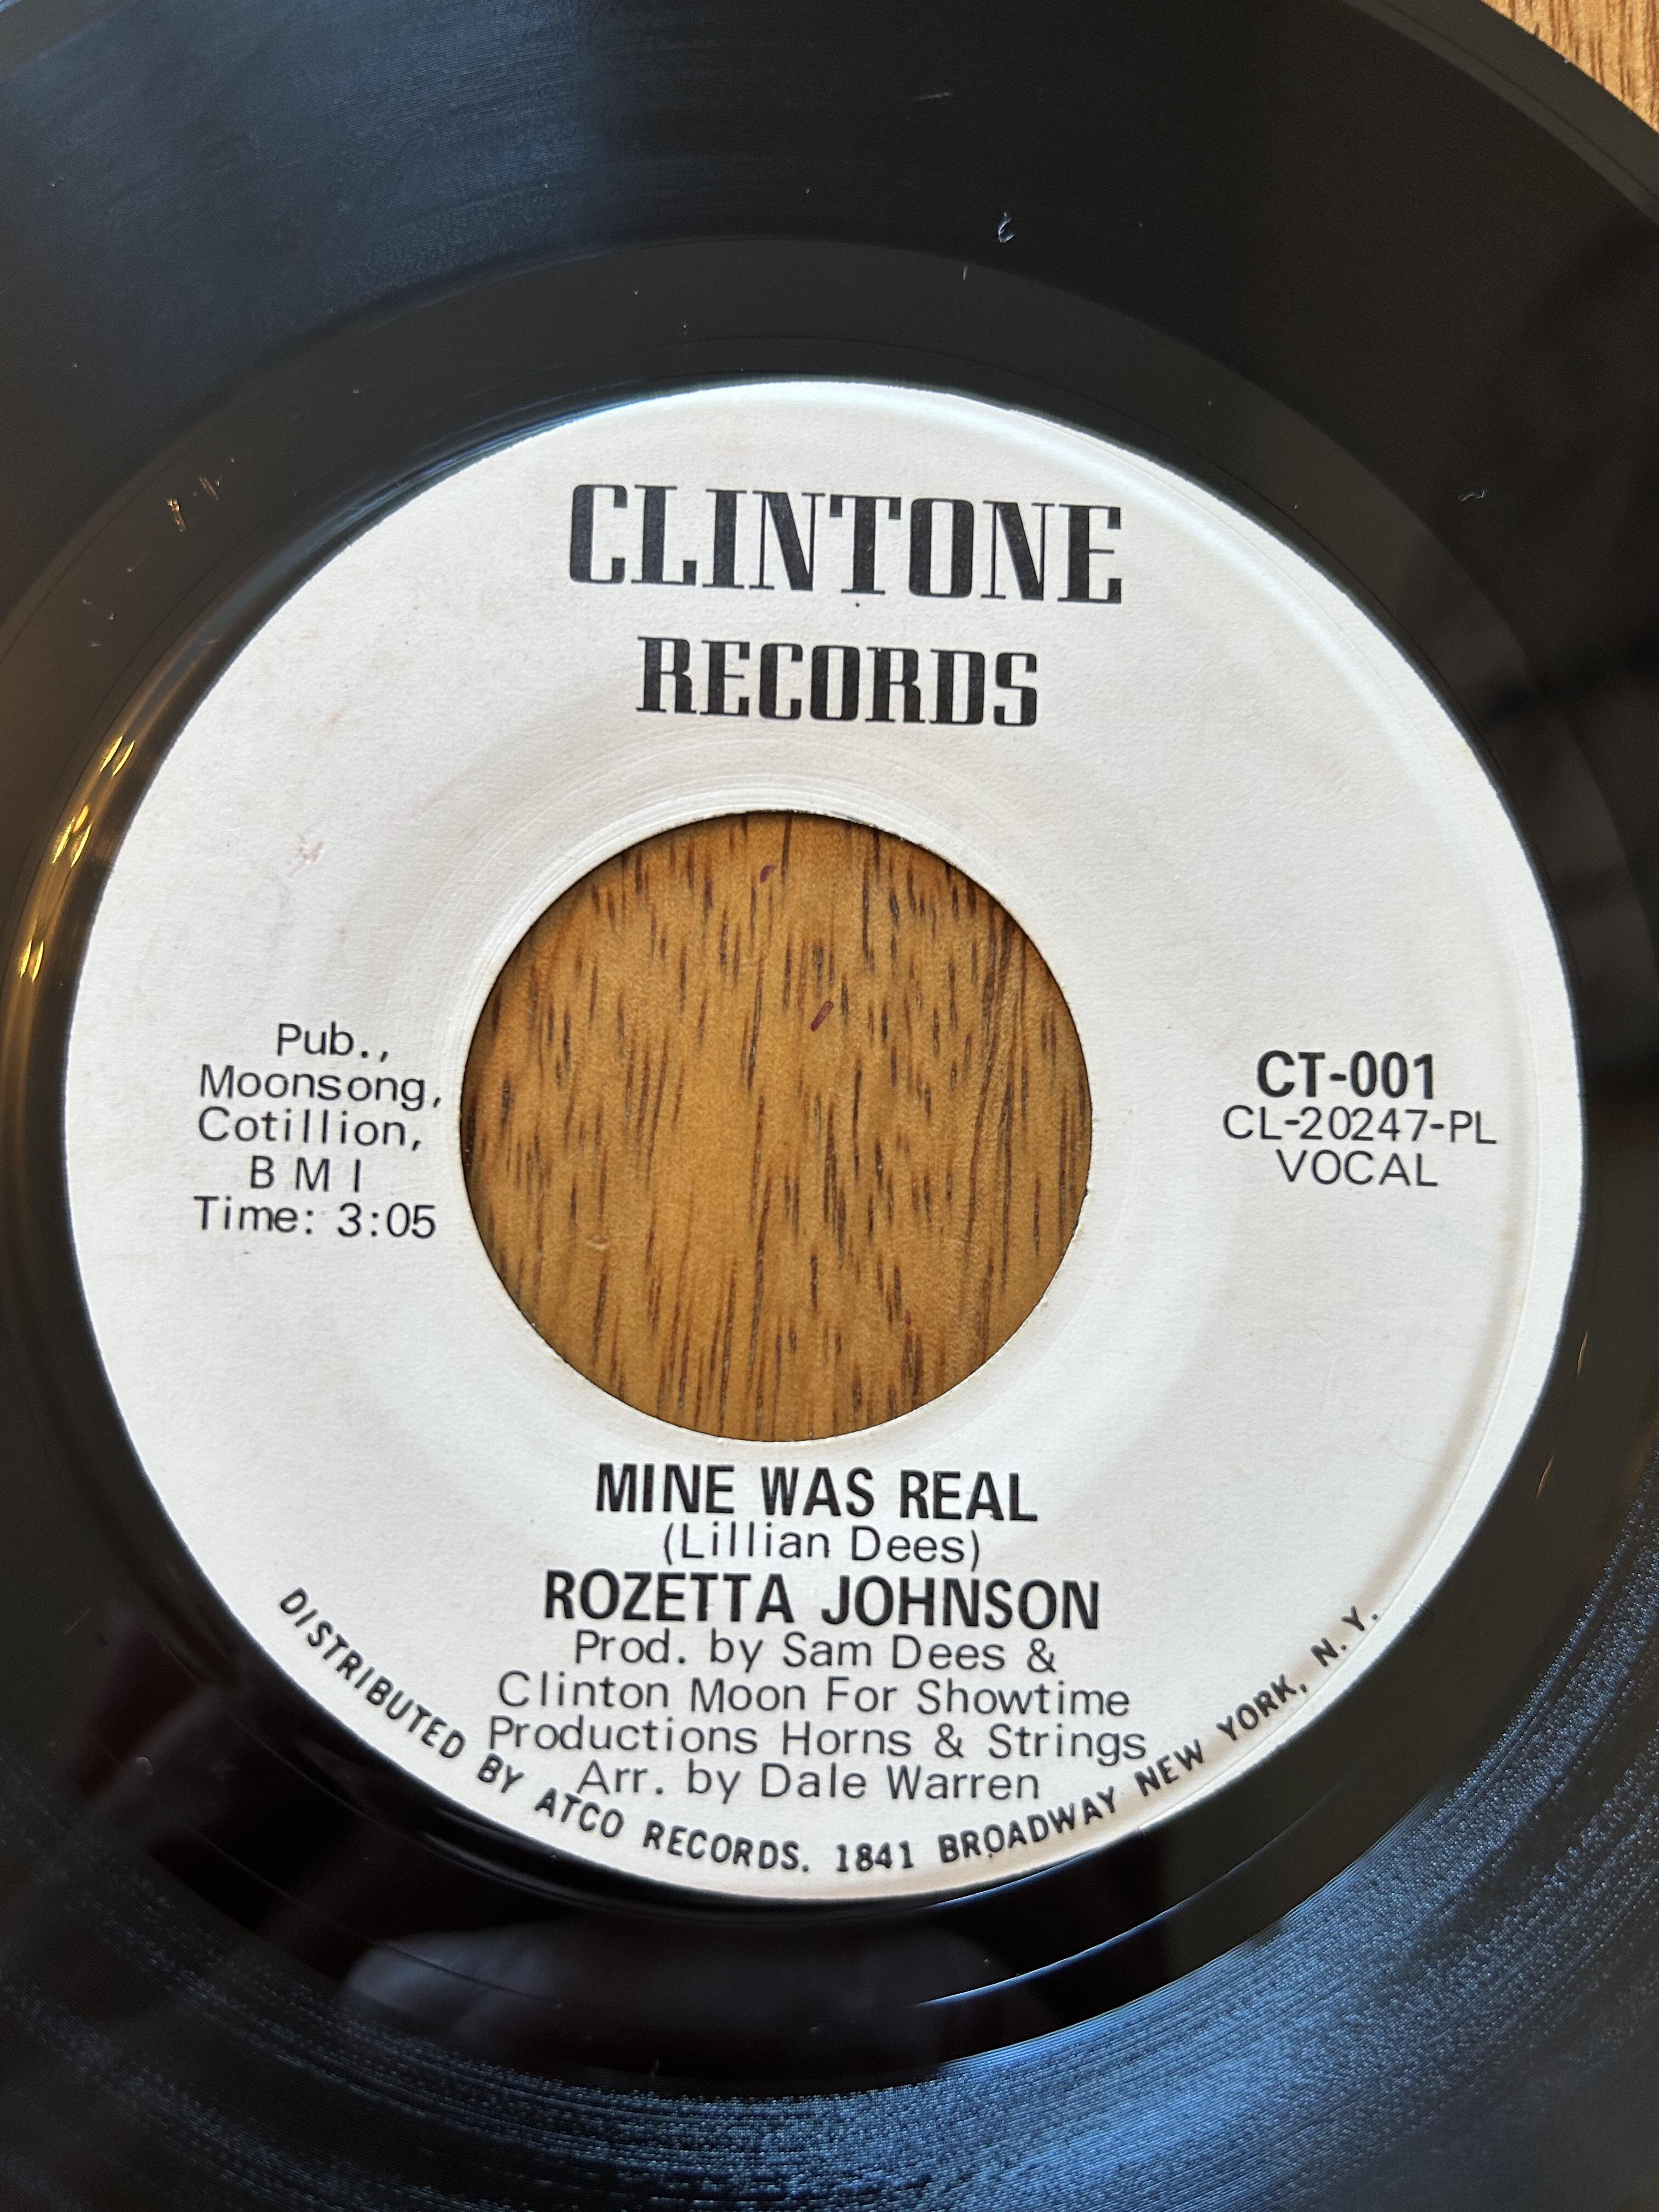 CLINTONE
RECORDS
Pub.,
Moonsong,
Cotillion,
B M I
Time: 3:05
CT-001
CL-20247-PL
VOCAL
MINE WAS REAL
(Lillian Dees)
ROZETTA JOHNSON
Prod. by Sam Dees &
Clinton Moon For Showtime
Productions Horns & Strings
Arr. by Dale Warren
DISTRIBUTED BY ATCO RECORDS. 1841 BROADWAY NEW YORK, N.Y.